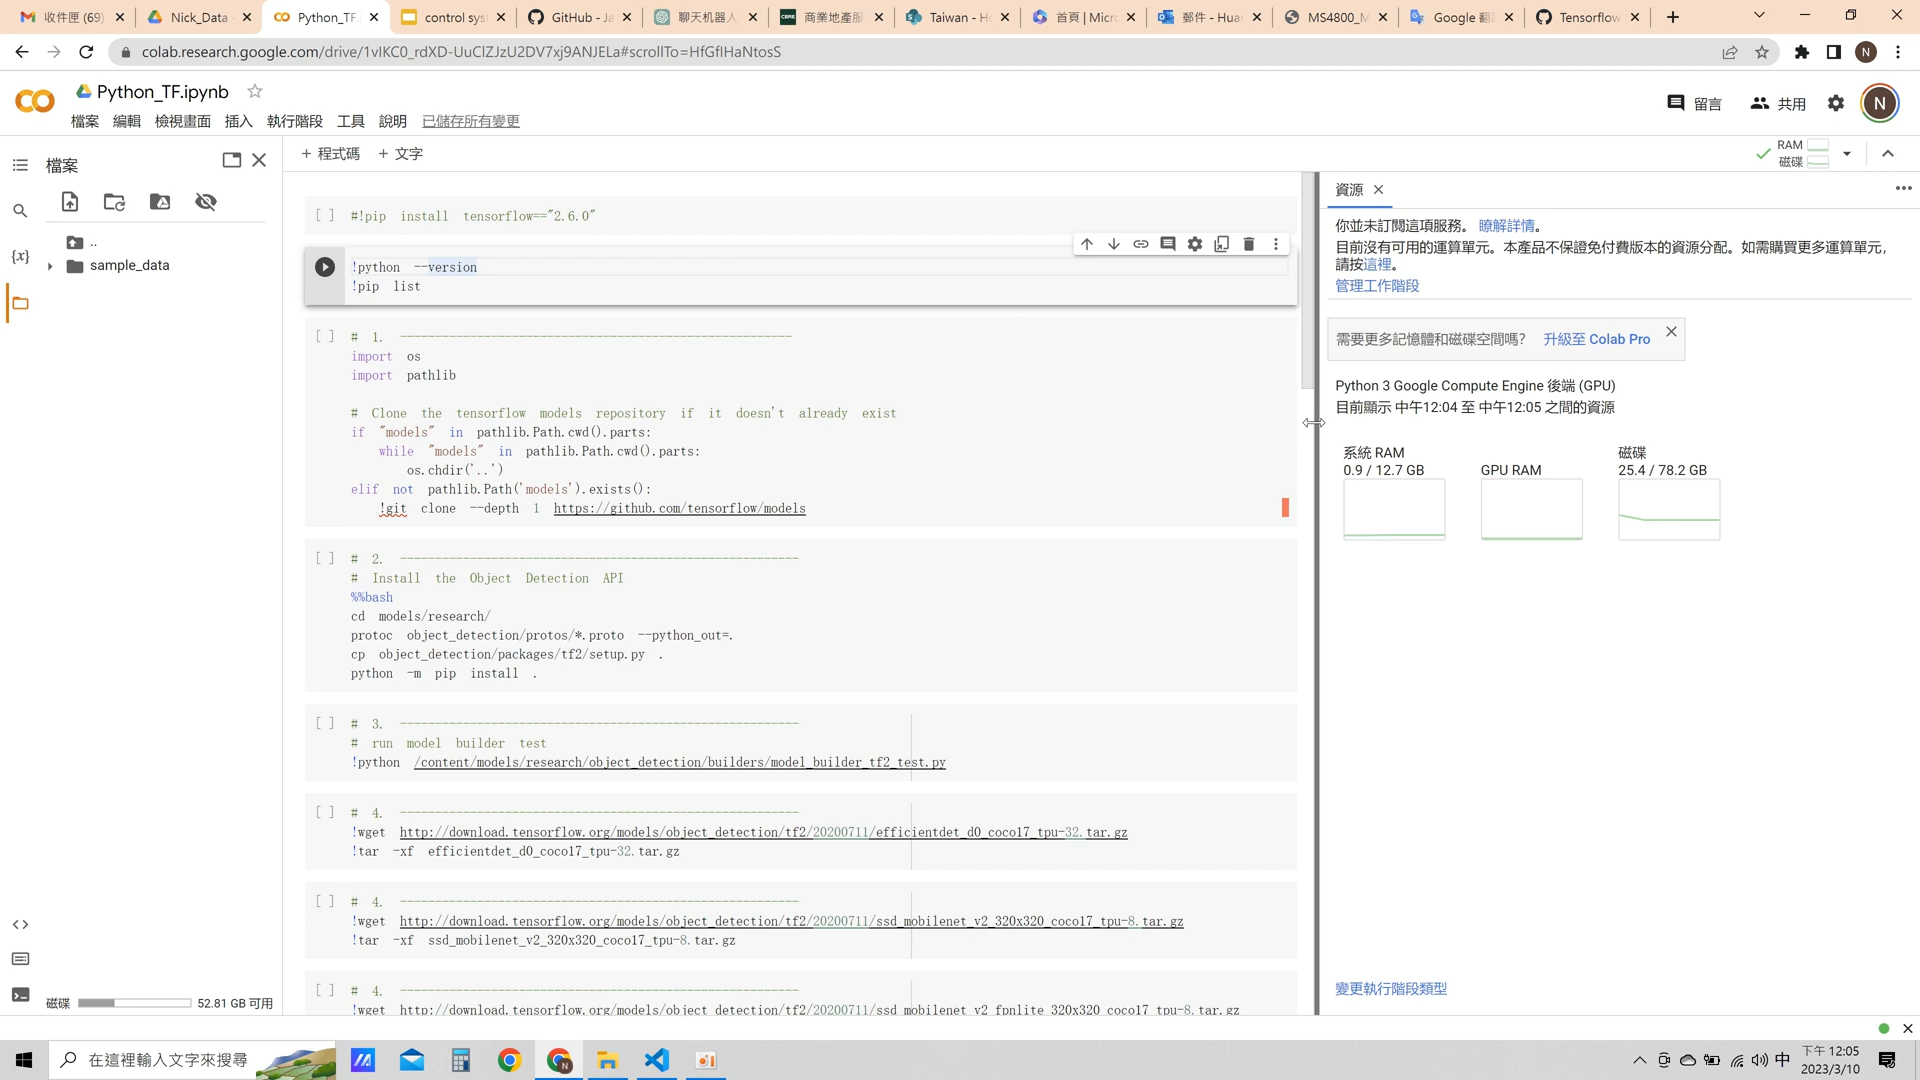 收件匣 (69)
Nick_Data
Python_TF.
control sys
GitHub - Ja
聊天机器人
CBRE 商業地產服
Taiwan - Ho
首頁 | Micr
郵件 - Hua
MS4800_M
Google 翻
Tensorflow
colab.research.google.com/drive/1vIKC0_rdXD-UuClZJzU2DV7xj9ANJELa#scrollTo=HfGfIHaNtosS
N
Python_TF.ipynb
留言
共用
N
檔案 編輯 檢視畫面 插入 執行階段 工具 說明 已儲存所有變更
檔案
+ 程式碼 + 文字
RAM
磁碟
..
sample_data
{x}
[ ] #!pip install tensorflow=="2.6.0"
!python --version
!pip list
[ ] # 1. --------------------------------------------------------
import os
import pathlib
# Clone the tensorflow models repository if it doesn't already exist
if "models" in pathlib.Path.cwd().parts:
while "models" in pathlib.Path.cwd().parts:
os.chdir('..')
elif not pathlib.Path('models').exists():
!git clone --depth 1 https://github.com/tensorflow/models
[ ] # 2. ---------------------------------------------------------
# Install the Object Detection API
%%bash
cd models/research/
protoc object_detection/protos/*.proto --python_out=.
cp object_detection/packages/tf2/setup.py .
python -m pip install .
[ ] # 3. ---------------------------------------------------------
# run model builder test
!python /content/models/research/object_detection/builders/model_builder_tf2_test.py
[ ] # 4. ---------------------------------------------------------
!wget http://download.tensorflow.org/models/object_detection/tf2/20200711/efficientdet_d0_coco17_tpu-32.tar.gz
!tar -xf efficientdet_d0_coco17_tpu-32.tar.gz
[ ] # 4. ---------------------------------------------------------
!wget http://download.tensorflow.org/models/object_detection/tf2/20200711/ssd_mobilenet_v2_320x320_coco17_tpu-8.tar.gz
!tar -xf ssd_mobilenet_v2_320x320_coco17_tpu-8.tar.gz
[ ] # 4. ---------------------------------------------------------
!wget http://download.tensorflow.org/models/object_detection/tf2/20200711/ssd_mobilenet_v2_fpnlite_320x320_coco17_tpu-8.tar.gz
資源
你並未訂閱這項服務。 瞭解詳情。
目前沒有可用的運算單元。本產品不保證免付費版本的資源分配。如需購買更多運算單元，
請按這裡。
管理工作階段
需要更多記憶體和磁碟空間嗎? 升級至 Colab Pro
Python 3 Google Compute Engine 後端 (GPU)
目前顯示 中午12:04 至 中午12:05 之間的資源
系統 RAM
0.9 / 12.7 GB
GPU RAM
磁碟
25.4 / 78.2 GB
變更執行階段類型
磁碟 52.81 GB 可用
在這裡輸入文字來搜尋
中
下午 12:05
2023/3/10